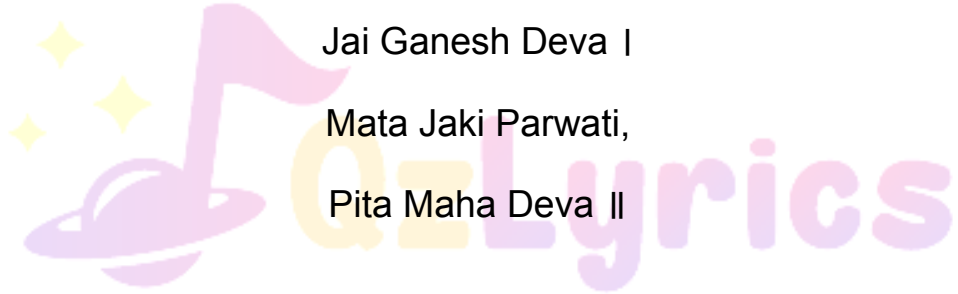 Jai Ganesh Deva ।
Mata Jaki Parwati,
Pita Maha Deva ॥
QzLyrics